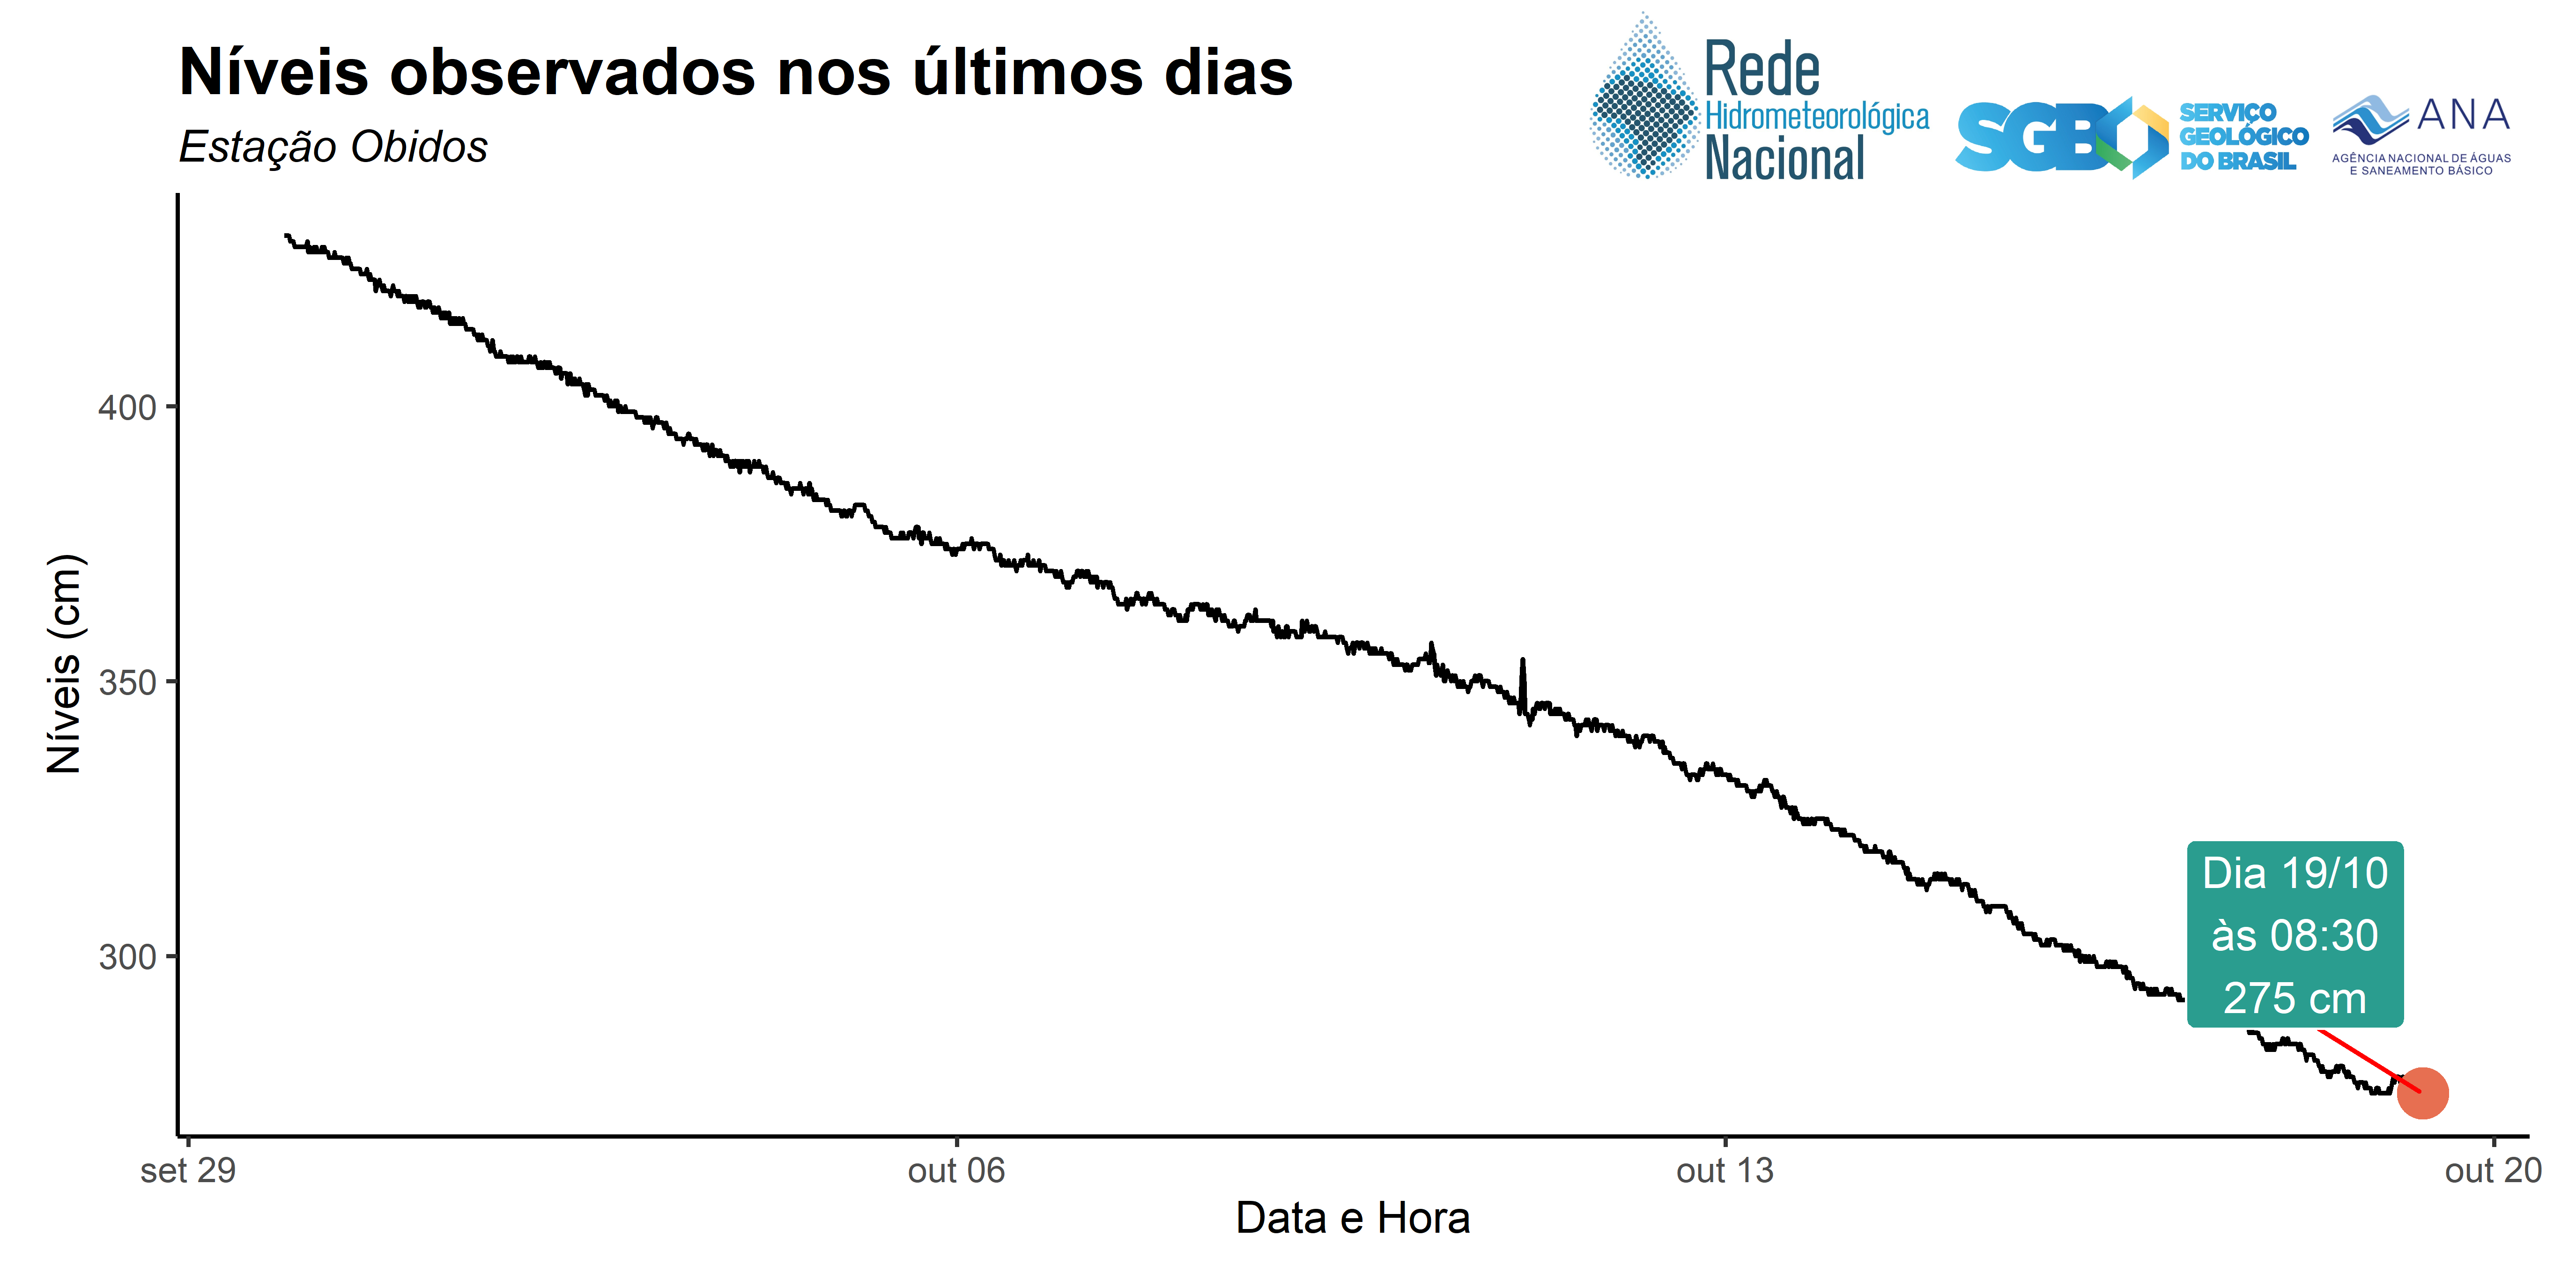 Níveis observados nos últimos dias
Estação Obidos
Rede
Hidrometeorológica
Nacional
SGB
SERVIÇO
GEOLÓGICO
DO BRASIL
ANA
AGÊNCIA NACIONAL DE ÁGUAS
E SANEAMENTO BÁSICO
Níveis (cm)
400
350
300
Dia 19/10
às 08:30
275 cm
set 29
out 06
out 13
out 20
Data e Hora